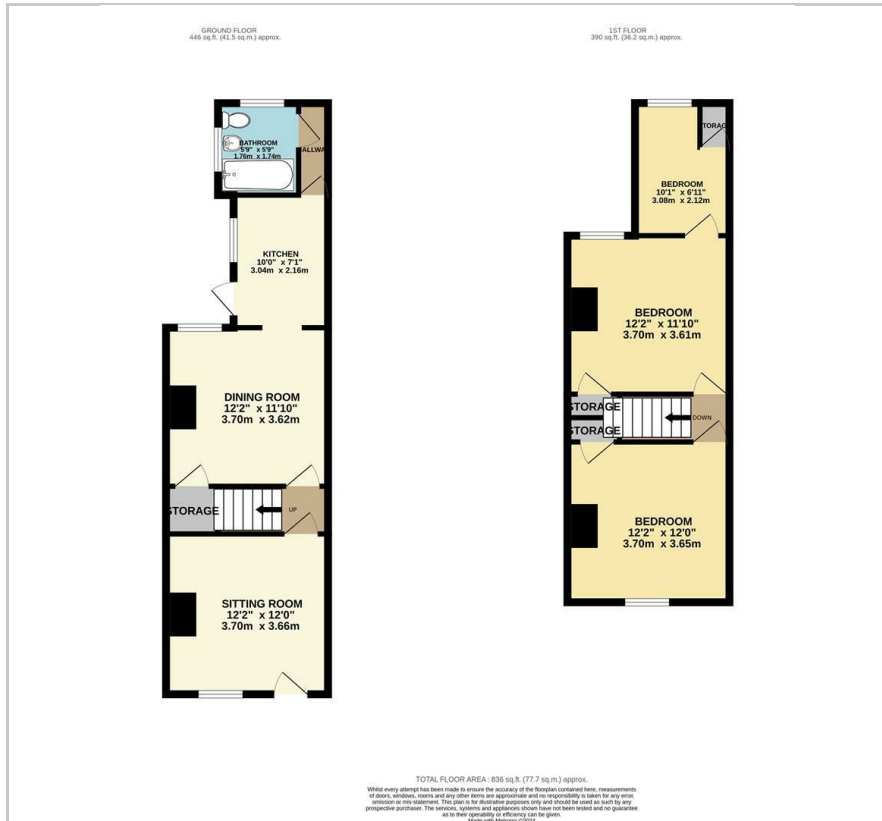 GROUND FLOOR
446 sq.ft. (41.5 sq.m.) approx.
BATHROOM
5'9" x 5'9"
1.76m x 1.74m
ALLWA
KITCHEN
10'0" x 7'1"
3.04m x 2.16m
DINING ROOM
12'2" x 11'10"
3.70m x 3.62m
STORAGE
UP
SITTING ROOM
12'2" x 12'0"
3.70m x 3.66m
1ST FLOOR
390 sq.ft. (36.2 sq.m.) approx.
TORAG
BEDROOM
10'1" x 6'11"
3.08m x 2.12m
BEDROOM
12'2" x 11'10"
3.70m x 3.61m
STORAGE
STORAGE
DOWN
BEDROOM
12'2" x 12'0"
3.70m x 3.65m
TOTAL FLOOR AREA : 836 sq.ft. (77.7 sq.m.) approx.
Whilst every attempt has been made to ensure the accuracy of the floorplan contained here, measurements
of doors, windows, rooms and any other items are approximate and no responsibility is taken for any error,
omission or mis-statement. This plan is for illustrative purposes only and should be used as such by any
prospective purchaser. The services, systems and appliances shown have not been tested and no guarantee
as to their operability or efficiency can be given.
Made with Metropix ©2024